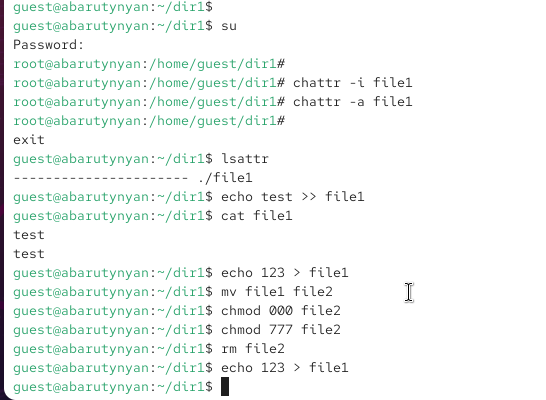 guest@abarutynyan:~/dir1$
guest@abarutynyan:~/dir1$ su
Password:
root@abarutynyan:/home/guest/dir1#
root@abarutynyan:/home/guest/dir1# chattr -i file1
root@abarutynyan:/home/guest/dir1# chattr -a file1
root@abarutynyan:/home/guest/dir1#
exit
guest@abarutynyan:~/dir1$ lsattr
---------------------- ./file1
guest@abarutynyan:~/dir1$ echo test >> file1
guest@abarutynyan:~/dir1$ cat file1
test
test
guest@abarutynyan:~/dir1$ echo 123 > file1
guest@abarutynyan:~/dir1$ mv file1 file2
guest@abarutynyan:~/dir1$ chmod 000 file2
guest@abarutynyan:~/dir1$ chmod 777 file2
guest@abarutynyan:~/dir1$ rm file2
guest@abarutynyan:~/dir1$ echo 123 > file1
guest@abarutynyan:~/dir1$